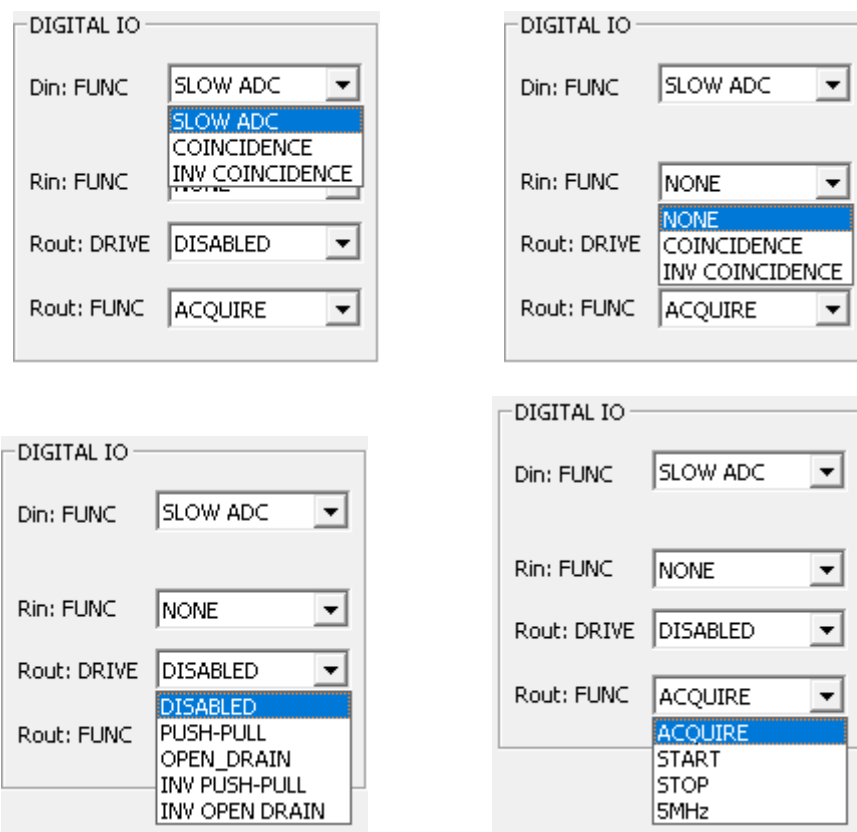 DIGITAL IO
Din: FUNC SLOW ADC
SLOW ADC
COINCIDENCE
INV COINCIDENCE
Rin: FUNC NONE
Rout: DRIVE DISABLED
Rout: FUNC ACQUIRE
DIGITAL IO
Din: FUNC SLOW ADC
Rin: FUNC NONE
NONE
Rout: DRIVE COINCIDENCE
INV COINCIDENCE
Rout: FUNC ACQUIRE
DIGITAL IO
Din: FUNC SLOW ADC
Rin: FUNC NONE
Rout: DRIVE DISABLED
DISABLED
Rout: FUNC PUSH-PULL
OPEN_DRAIN
INV PUSH-PULL
INV OPEN DRAIN
DIGITAL IO
Din: FUNC SLOW ADC
Rin: FUNC NONE
Rout: DRIVE DISABLED
Rout: FUNC ACQUIRE
ACQUIRE
START
STOP
5MHz